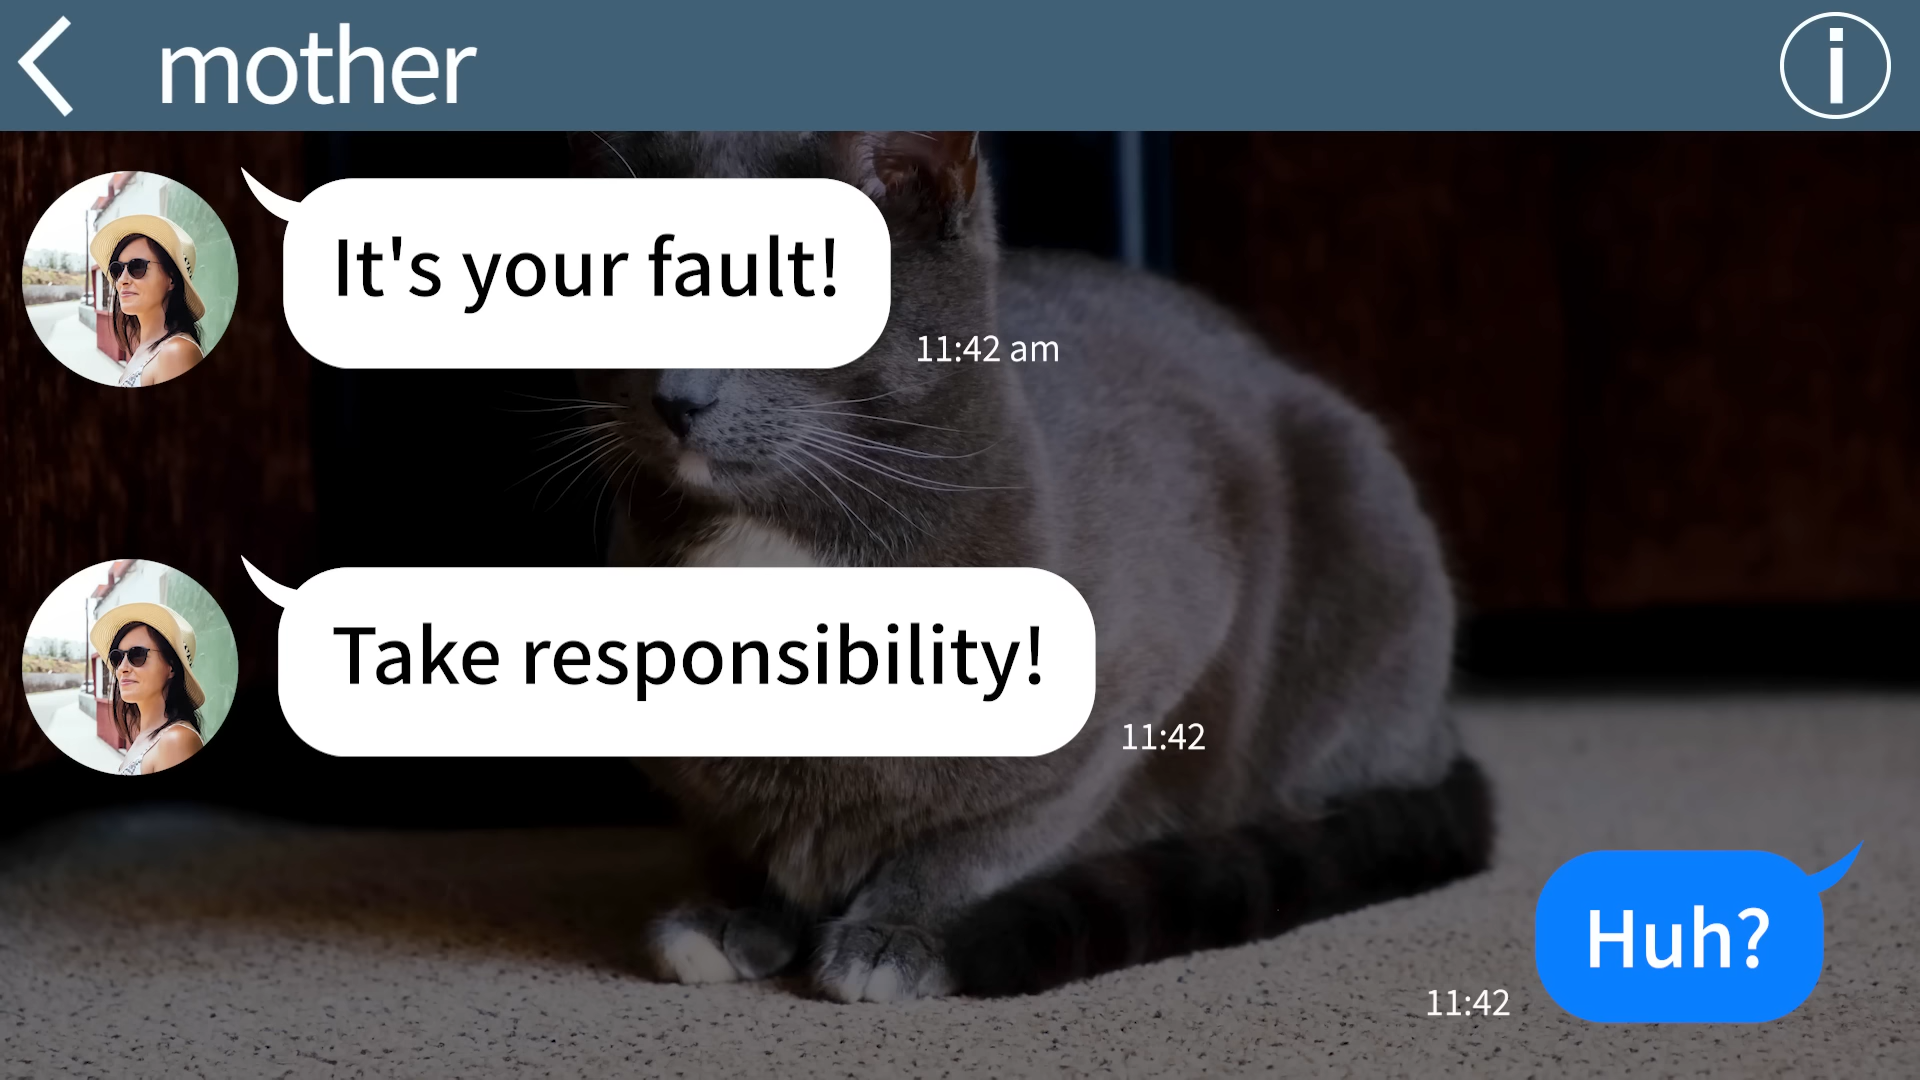 mother
It's your fault!
11:42 am
Take responsibility!
11:42
Huh?
11:42